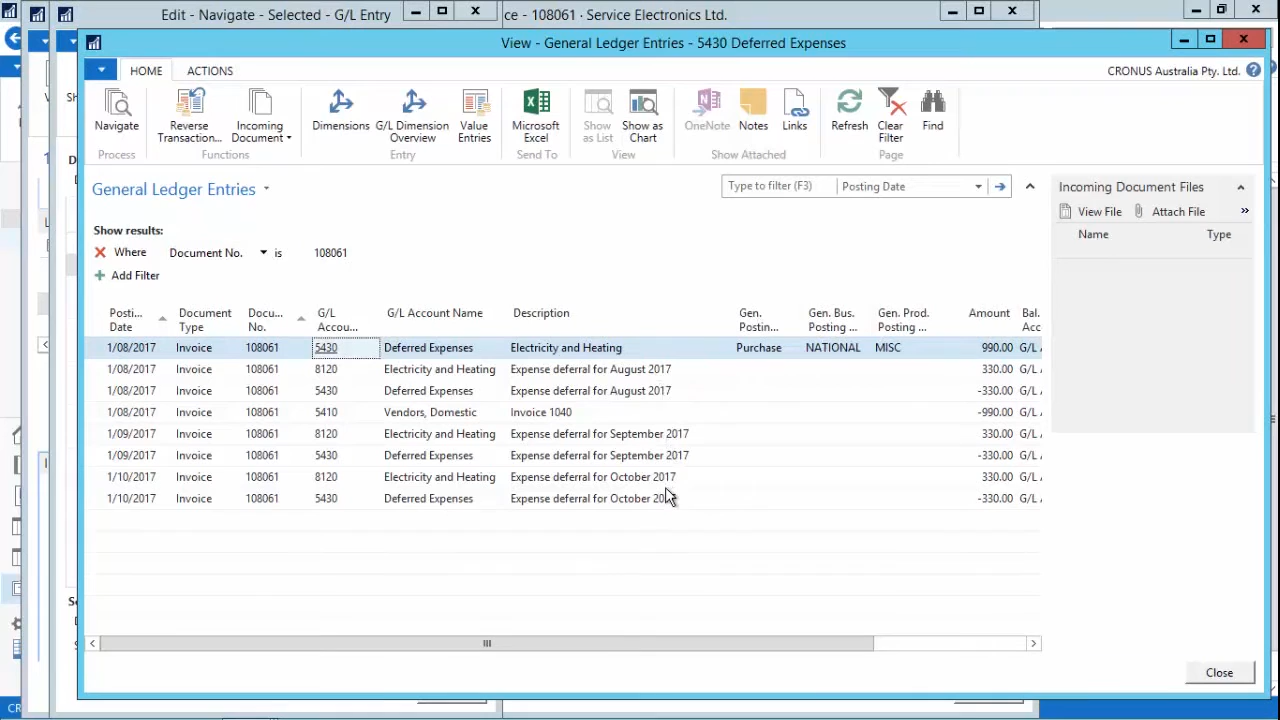 Edit - Navigate - Selected - G/L Entry
ce - 108061 · Service Electronics Ltd.
View - General Ledger Entries - 5430 Deferred Expenses
HOME ACTIONS CRONUS Australia Pty. Ltd.
Navigate
Reverse Transaction...
Incoming Document
Dimensions
G/L Dimension Overview
Value Entries
Microsoft Excel
Show as List
Show as Chart
OneNote
Notes
Links
Refresh
Clear Filter
Find
Process Functions Entry Send To View Show Attached Page
General Ledger Entries
Type to filter (F3) Posting Date
Incoming Document Files
View File Attach File »
Name Type
Show results:
Where Document No. is 108061
Add Filter
Posti... Date Document Type Docu... No. G/L Accou... G/L Account Name Description Gen. Postin... Gen. Bus. Posting ... Gen. Prod. Posting ... Amount Bal. Acc
1/08/2017 Invoice 108061 5430 Deferred Expenses Electricity and Heating Purchase NATIONAL MISC 990.00 G/L
1/08/2017 Invoice 108061 8120 Electricity and Heating Expense deferral for August 2017 330.00 G/L
1/08/2017 Invoice 108061 5430 Deferred Expenses Expense deferral for August 2017 -330.00 G/L
1/08/2017 Invoice 108061 5410 Vendors, Domestic Invoice 1040 -990.00 G/L
1/09/2017 Invoice 108061 8120 Electricity and Heating Expense deferral for September 2017 330.00 G/L
1/09/2017 Invoice 108061 5430 Deferred Expenses Expense deferral for September 2017 -330.00 G/L
1/10/2017 Invoice 108061 8120 Electricity and Heating Expense deferral for October 2017 330.00 G/L
1/10/2017 Invoice 108061 5430 Deferred Expenses Expense deferral for October -330.00 G/L
Close
CR